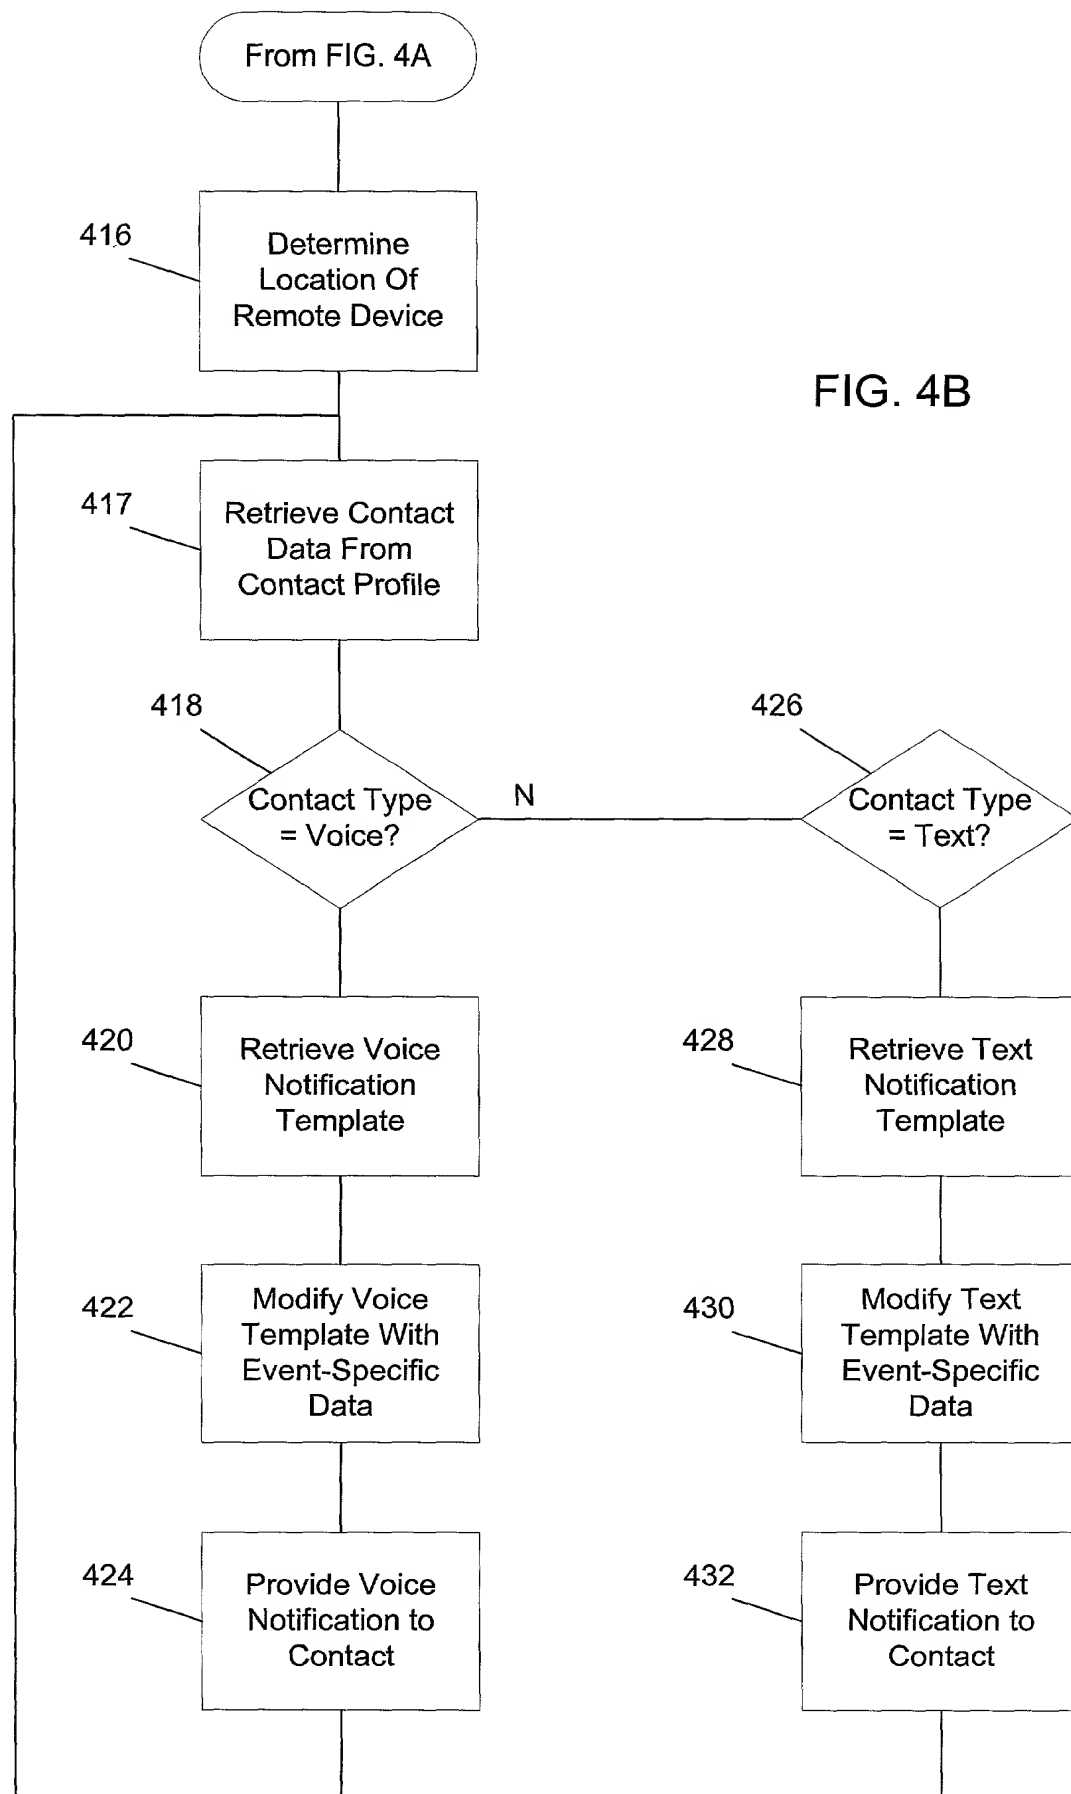 From FIG. 4A
416
Determine
Location Of
Remote Device
FIG. 4B
417
Retrieve Contact
Data From
Contact Profile
418
Contact Type
= Voice?
N
426
Contact Type
= Text?
420
Retrieve Voice
Notification
Template
428
Retrieve Text
Notification
Template
422
Modify Voice
Template With
Event-Specific
Data
430
Modify Text
Template With
Event-Specific
Data
424
Provide Voice
Notification to
Contact
432
Provide Text
Notification to
Contact